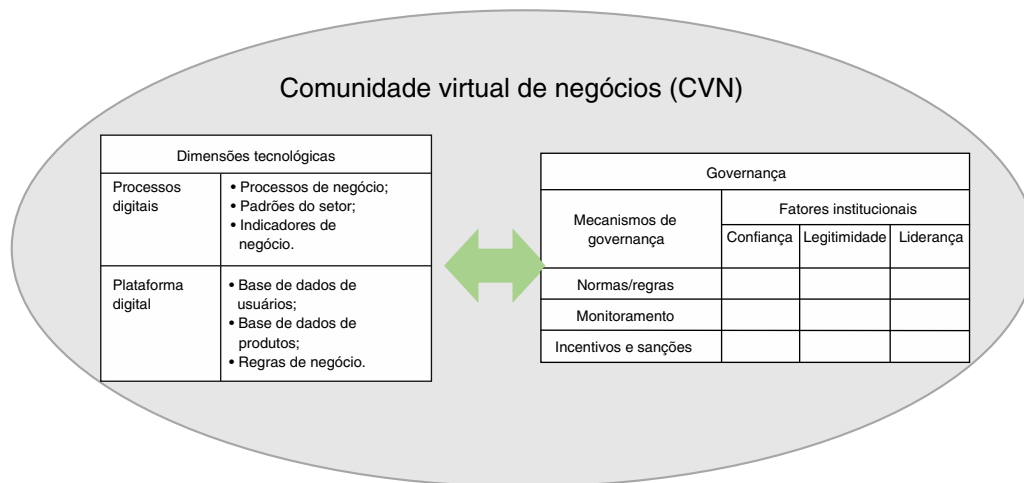 Comunidade virtual de negócios (CVN)
Dimensões tecnológicas
Processos
digitais
• Processos de negócio;
• Padrões do setor;
• Indicadores de
negócio.
Plataforma
digital
• Base de dados de
usuários;
• Base de dados de
produtos;
• Regras de negócio.
Governança
Mecanismos de
governança
Fatores institucionais
Confiança
Legitimidade
Liderança
Normas/regras
Monitoramento
Incentivos e sanções